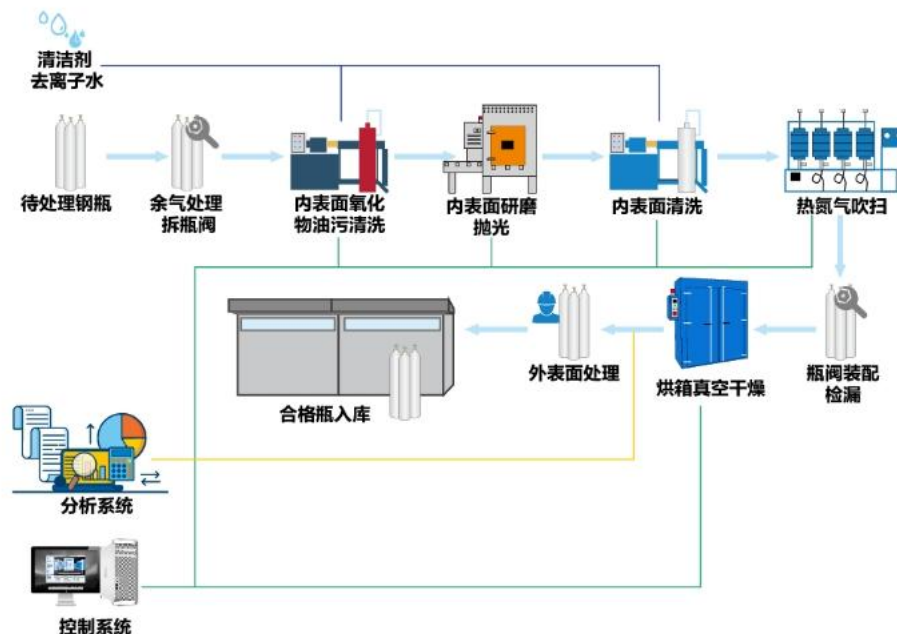 清洁剂
去离子水
待处理钢瓶
余气处理
拆瓶阀
内表面氧化
物油污清洗
内表面研磨
抛光
内表面清洗
热氮气吹扫
合格瓶入库
外表面处理
烘箱真空干燥
瓶阀装配
检漏
分析系统
控制系统